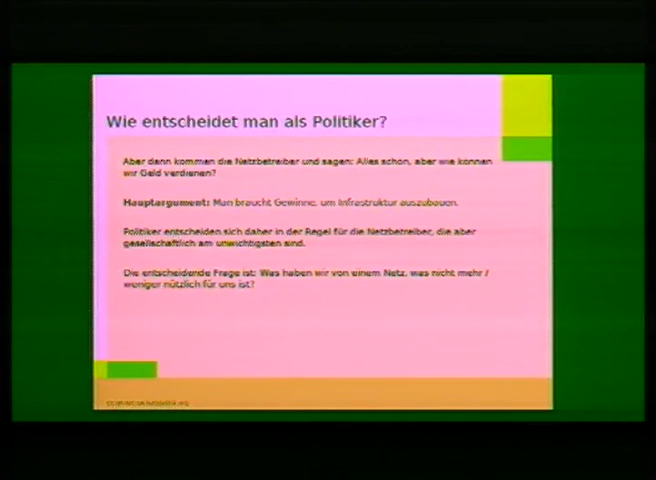 Wie entscheidet man als Politiker?
Aber dann kommen die Netzbetreiber und sagen: Alles schön, aber wie können
wir Geld verdienen?
Hauptargument: Man braucht Gewinne, um Infrastruktur auszubauen.
Politiker entscheiden sich daher in der Regel für die Netzbetreiber, die aber
gesellschaftlich am unwichtigsten sind.
Die entscheidende Frage ist: Was haben wir von einem Netz, was nicht mehr /
weniger nützlich für uns ist?